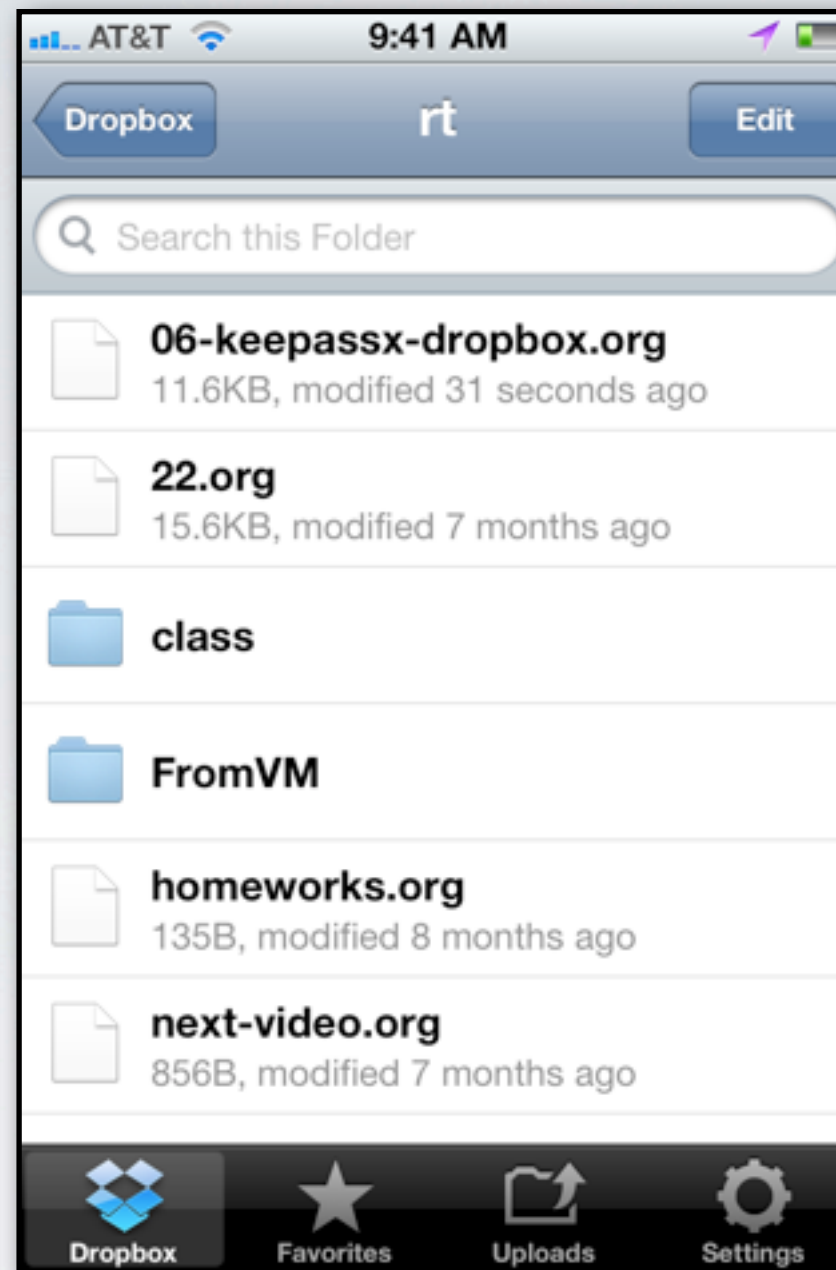 AT&T 9:41 AM
Dropbox rt Edit
Search this Folder
06-keepassx-dropbox.org
11.6KB, modified 31 seconds ago
22.org
15.6KB, modified 7 months ago
class
FromVM
homeworks.org
135B, modified 8 months ago
next-video.org
856B, modified 7 months ago
Dropbox Favorites Uploads Settings